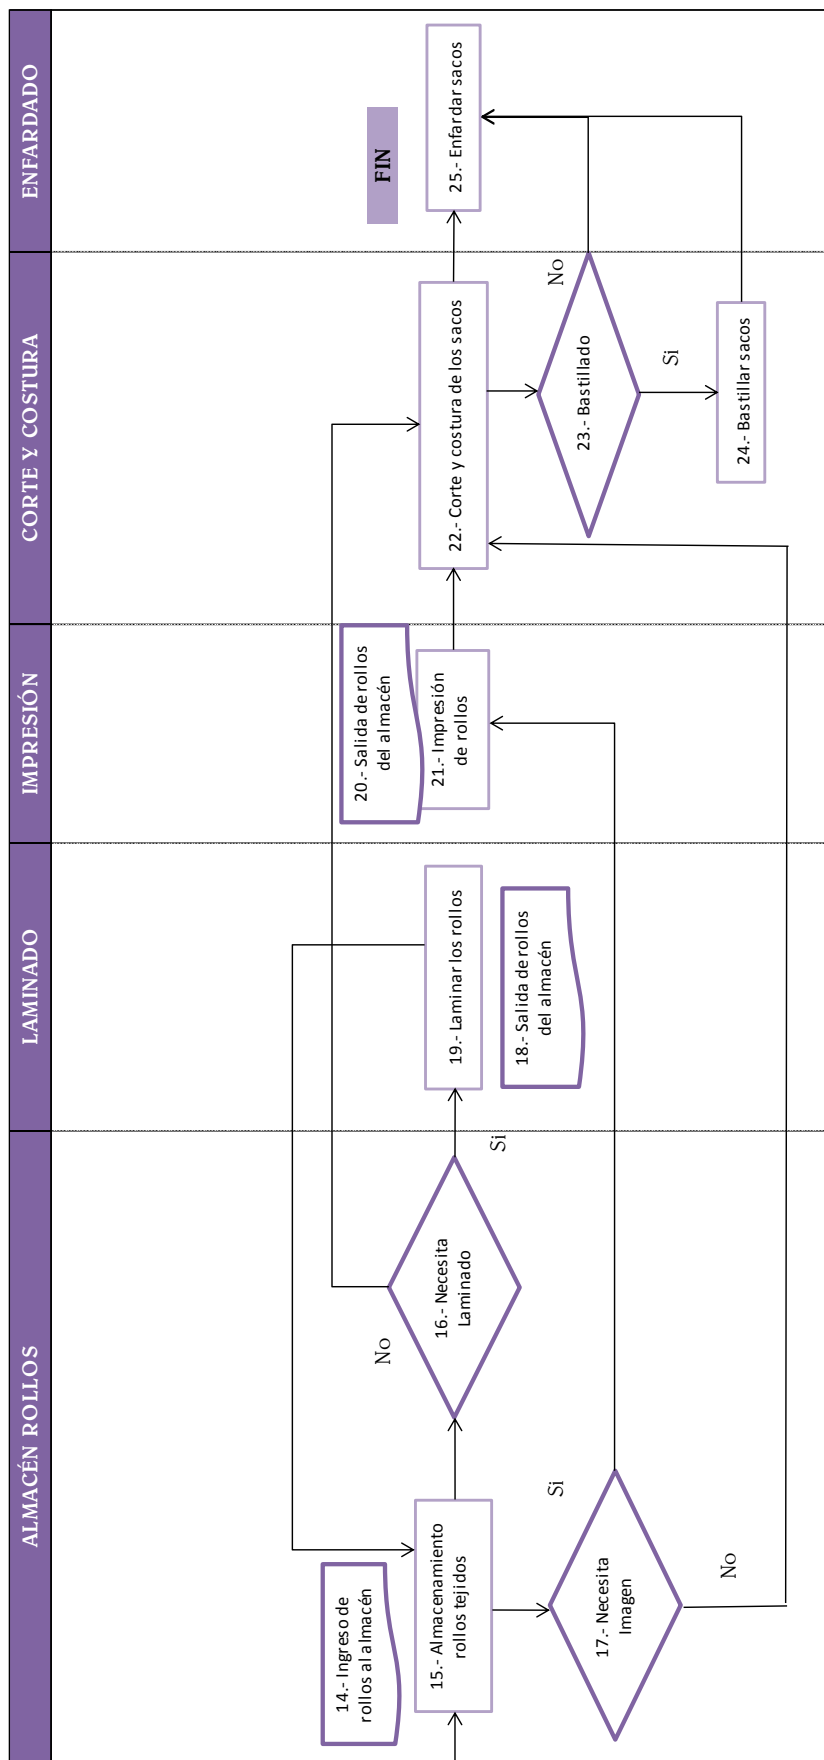 ALMACÉN ROLLOS
LAMINADO
IMPRESIÓN
CORTE Y COSTURA
ENFARDADO
14.- Ingreso de
rollos al almacén
15.- Almacenamiento
rollos tejidos
16.- Necesita
Laminado
No
Si
17.- Necesita
Imagen
Si
No
19.- Laminar los rollos
18.- Salida de rollos
del almacén
20.- Salida de rollos
del almacén
21.- Impresión
de rollos
22.- Corte y costura de los sacos
23.- Bastillado
No
Si
24.- Bastillar sacos
FIN
25.- Enfardar sacos